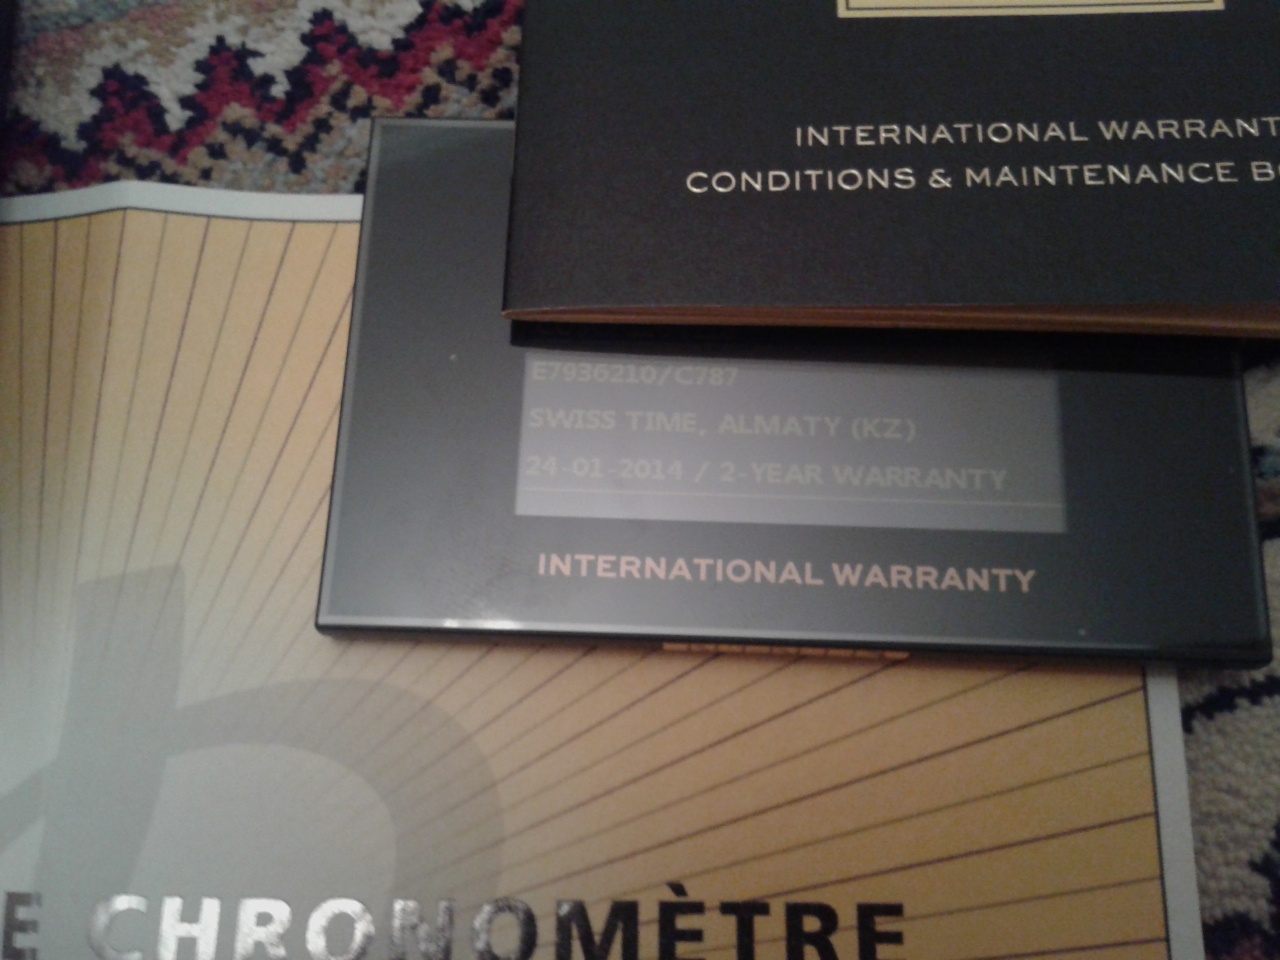 INTERNATIONAL WARRANT
CONDITIONS & MAINTENANCE B
E7936210/C787
SWISS TIME, ALMATY (KZ)
24-01-2014 / 2-YEAR WARRANTY
INTERNATIONAL WARRANTY
E CHRONOMÈTRE